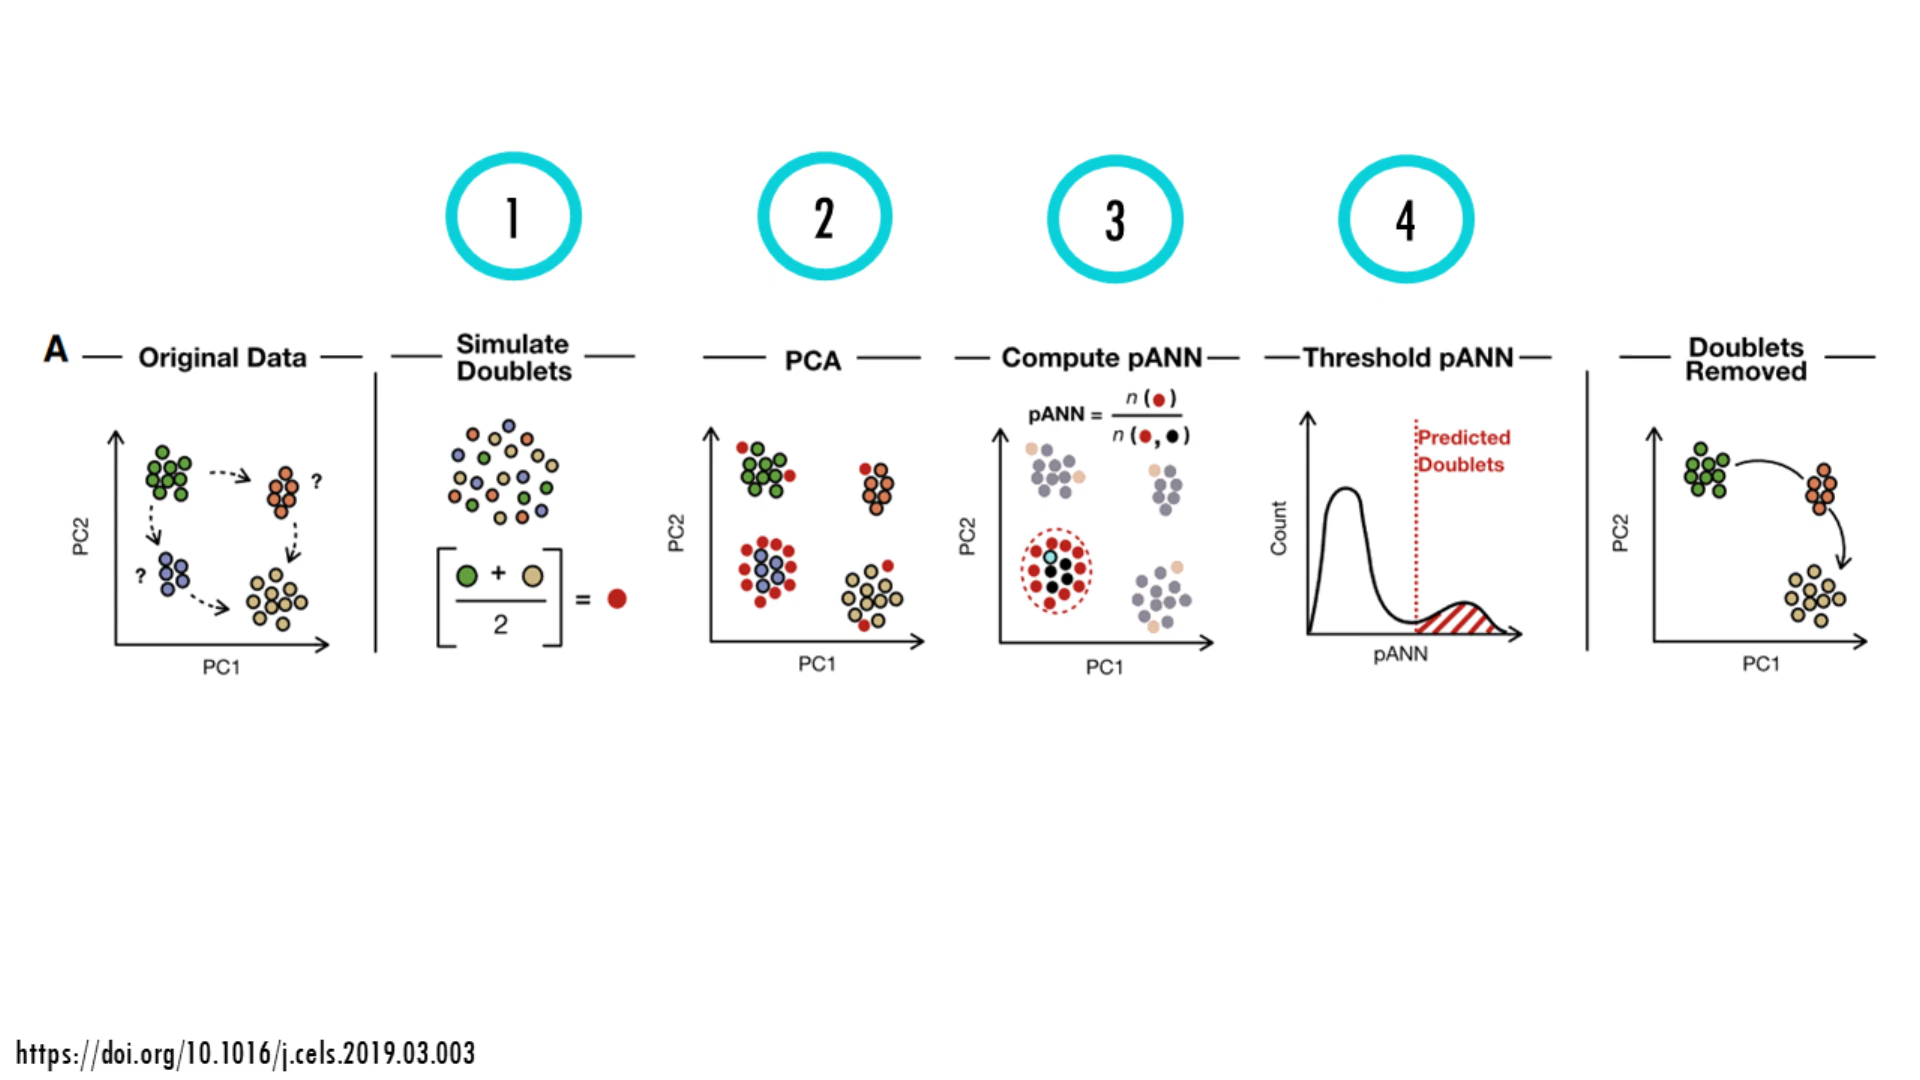 1
2
3
4
A
Original Data
PC2
?
?
PC1
Simulate
Doublets
[ + ] = 
2
PCA
PC2
PC1
Compute pANN
pANN = n ( )
n ( , )
PC2
PC1
Threshold pANN
Predicted
Doublets
Count
pANN
Doublets
Removed
PC2
PC1
https://doi.org/10.1016/j.cels.2019.03.003